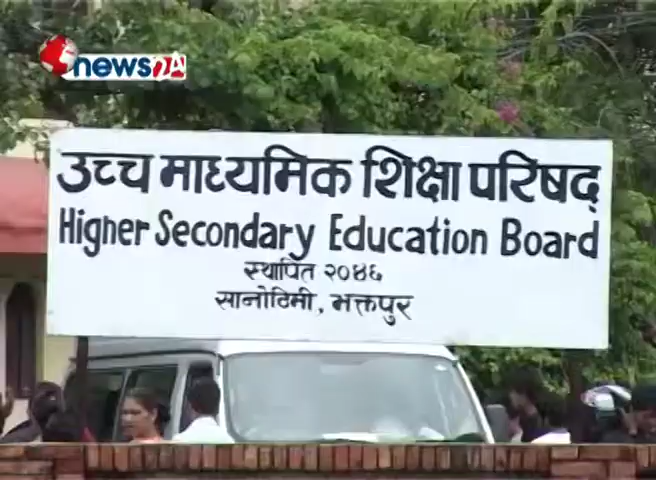 news24
उच्च माध्यमिक शिक्षा परिषद्
Higher Secondary Education Board
स्थापित २०४६
सानोठिमी, भक्तपुर